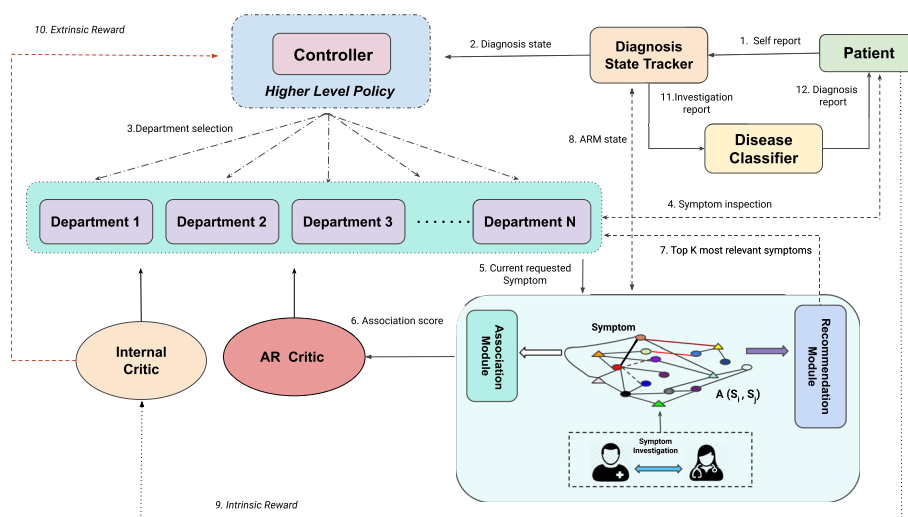 10. Extrinsic Reward
Controller
Higher Level Policy
2. Diagnosis state
Diagnosis
State Tracker
1. Self report
Patient
11.Investigation
report
12. Diagnosis
report
Disease
Classifier
3.Department selection
8. ARM state
Department 1
Department 2
Department 3
Department N
4. Symptom inspection
7. Top K most relevant symptoms
5. Current requested
Symptom
6. Association score
Internal
Critic
AR Critic
Association
Module
Symptom
A (Si , Sj)
Recommendation
Module
Symptom
Investigation
9. Intrinsic Reward